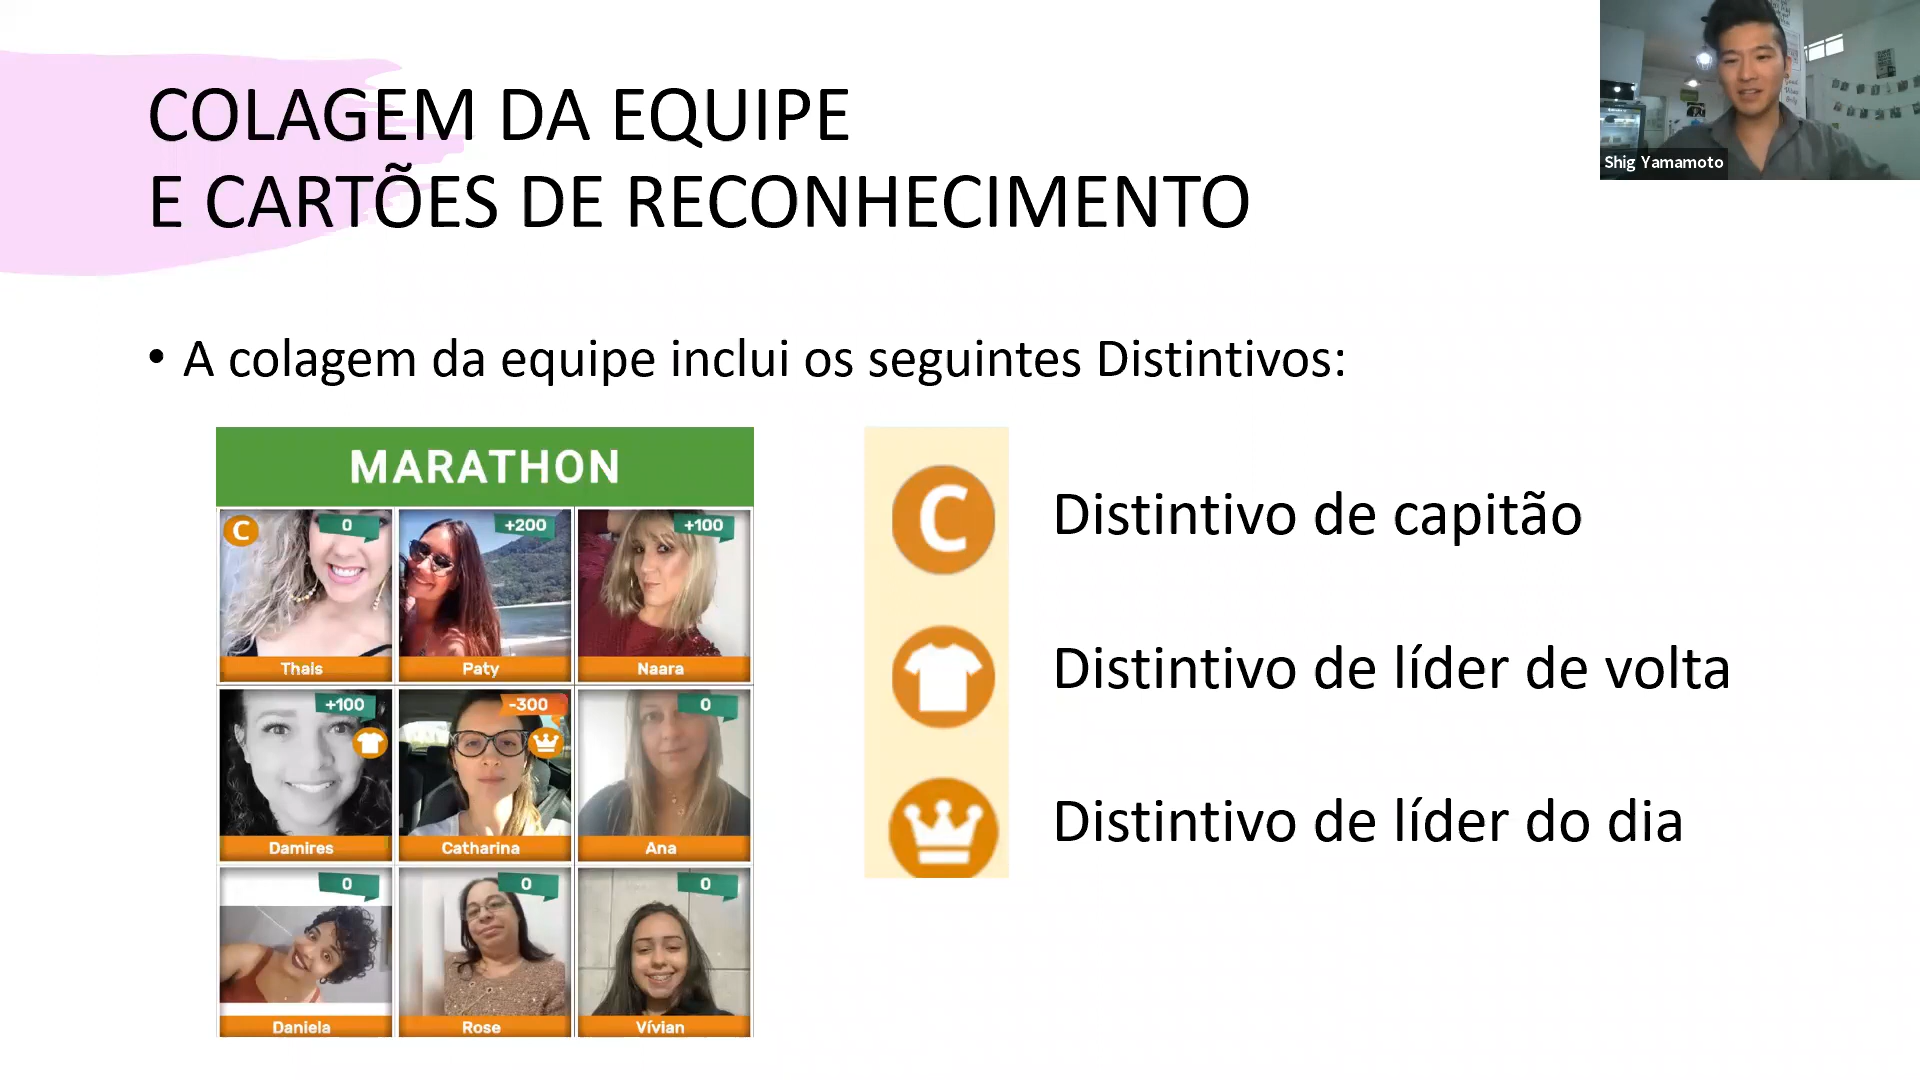 COLAGEM DA EQUIPE
E CARTÕES DE RECONHECIMENTO
Shig Yamamoto
• A colagem da equipe inclui os seguintes Distintivos:
MARATHON
C 0 +200 +100
Thais Paty Naara
+100 -300 0
Damires Catharina Ana
0 0 0
Daniela Rose Vívian
C Distintivo de capitão
Distintivo de líder de volta
Distintivo de líder do dia